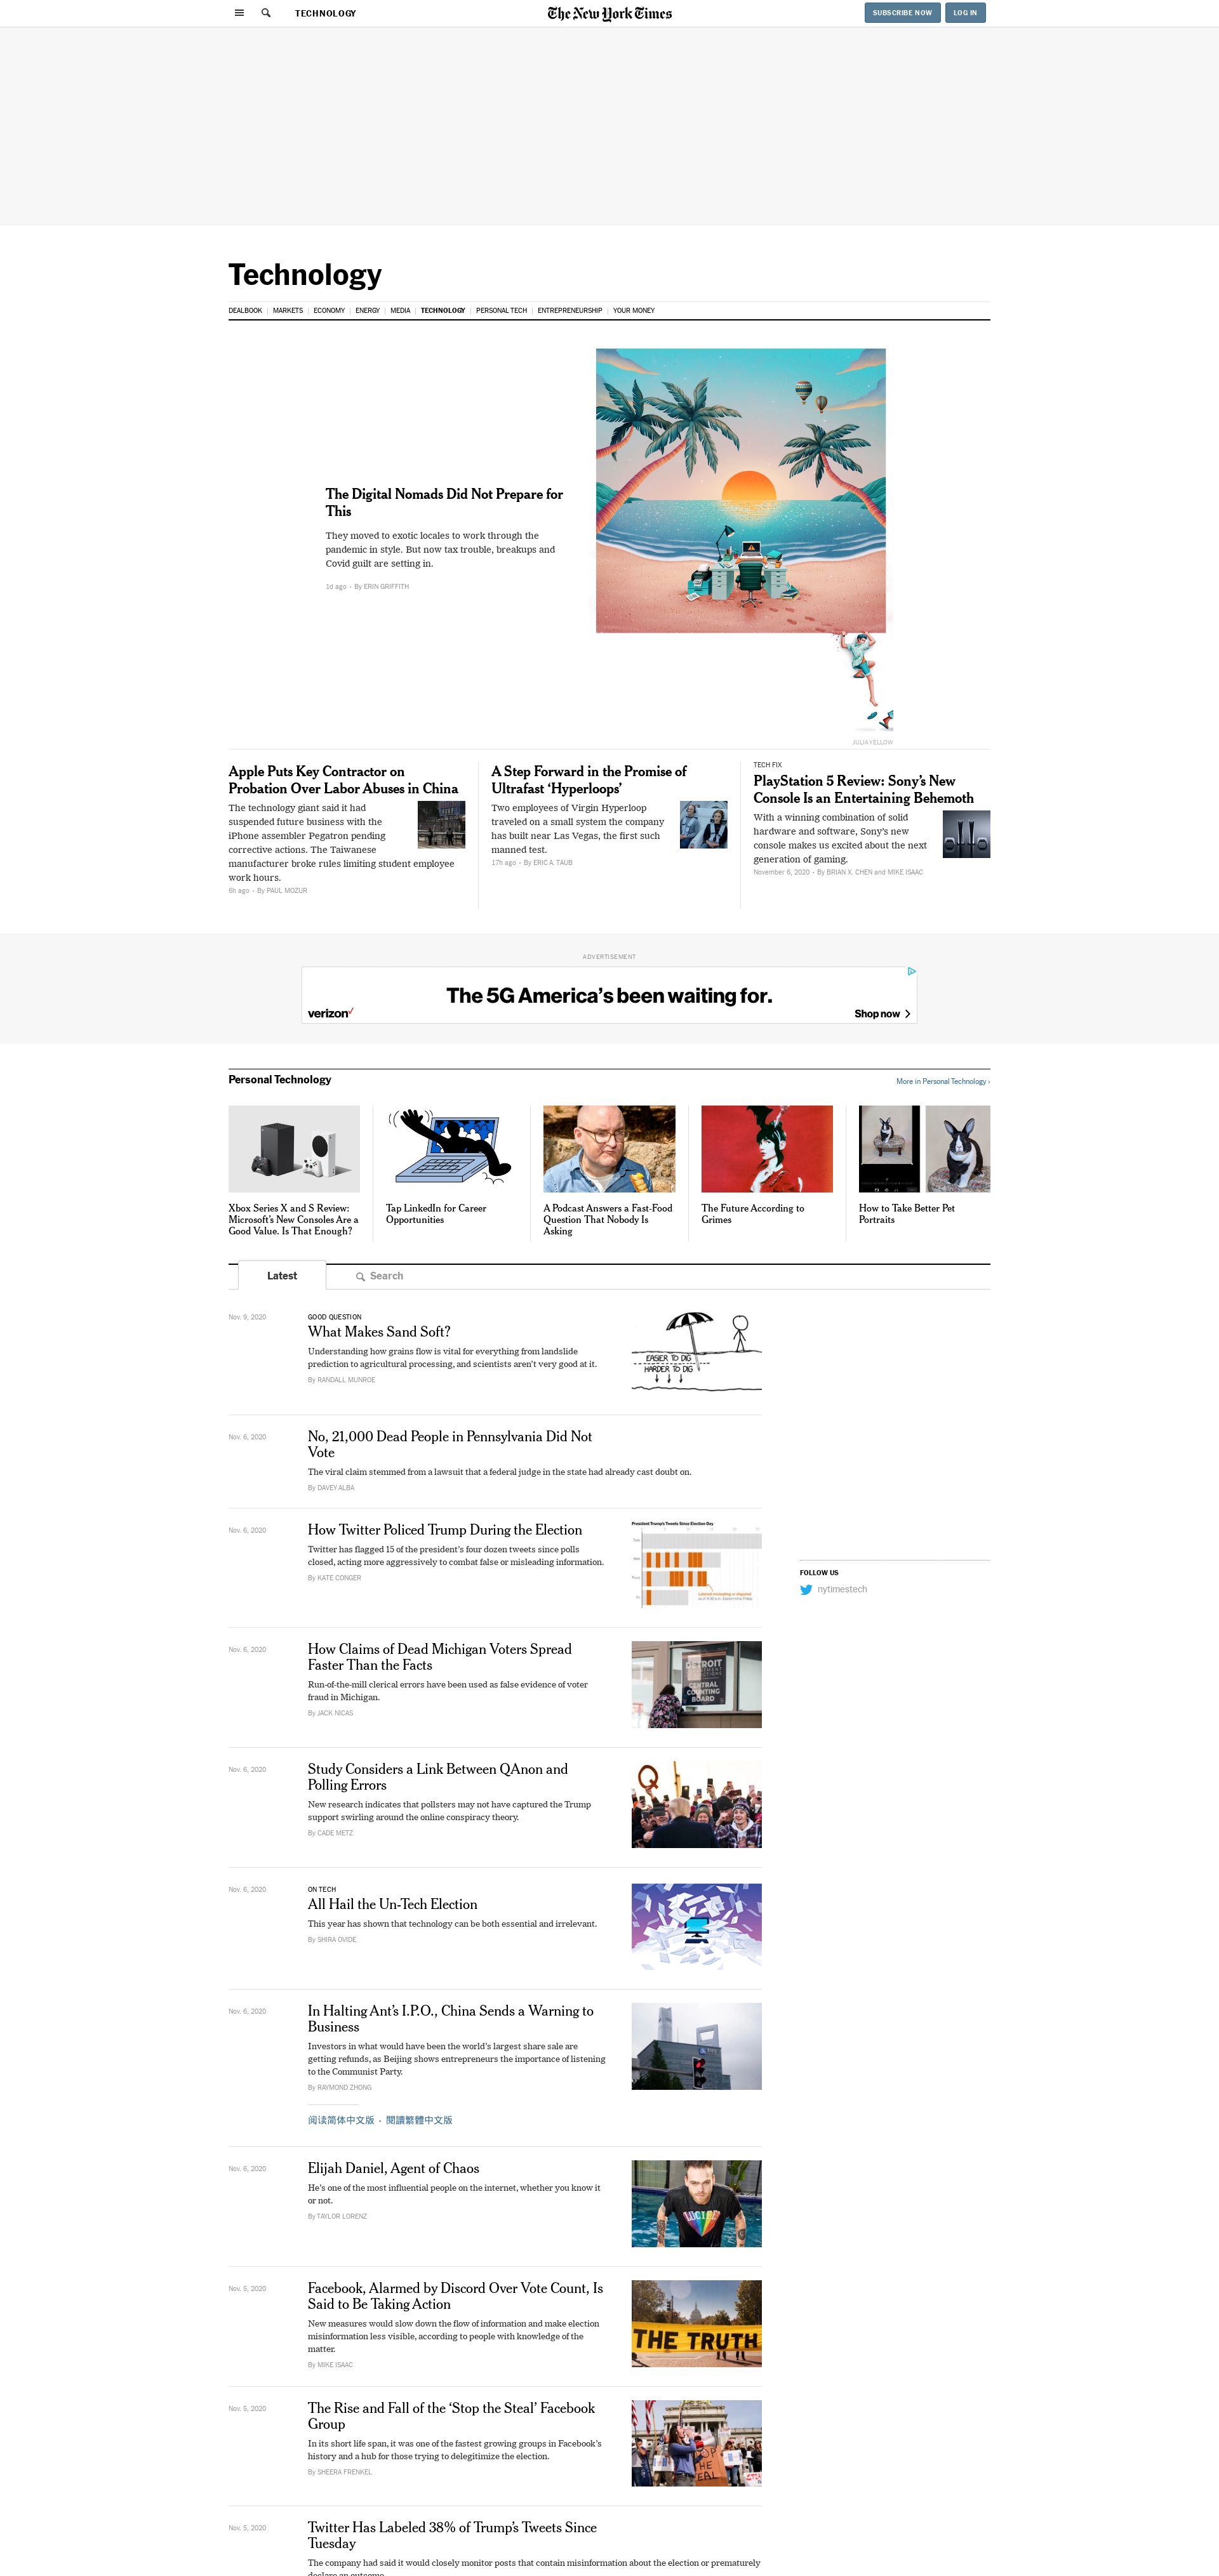 TECHNOLOGY
The New York Times
SUBSCRIBE NOW
LOG IN
Technology
DEALBOOK | MARKETS | ECONOMY | ENERGY | MEDIA | TECHNOLOGY | PERSONAL TECH | ENTREPRENEURSHIP | YOUR MONEY
The Digital Nomads Did Not Prepare for
This
They moved to exotic locales to work through the
pandemic in style. But now tax trouble, breakups and
Covid guilt are setting in.
1d ago · By ERIN GRIFFITH
JULIA YELLOW
Apple Puts Key Contractor on
Probation Over Labor Abuses in China
The technology giant said it had
suspended future business with the
iPhone assembler Pegatron pending
corrective actions. The Taiwanese
manufacturer broke rules limiting student employee
work hours.
6h ago · By PAUL MOZUR
A Step Forward in the Promise of
Ultrafast ‘Hyperloops’
Two employees of Virgin Hyperloop
traveled on a small system the company
has built near Las Vegas, the first such
manned test.
17h ago · By ERIC A. TAUB
TECH FIX
PlayStation 5 Review: Sony’s New
Console Is an Entertaining Behemoth
With a winning combination of solid
hardware and software, Sony’s new
console makes us excited about the next
generation of gaming.
November 6, 2020 · By BRIAN X. CHEN and MIKE ISAAC
ADVERTISEMENT
The 5G America’s been waiting for.
verizon✓
Shop now >
Personal Technology
More in Personal Technology ›
Xbox Series X and S Review:
Microsoft’s New Consoles Are a
Good Value. Is That Enough?
Tap LinkedIn for Career
Opportunities
A Podcast Answers a Fast-Food
Question That Nobody Is
Asking
The Future According to
Grimes
How to Take Better Pet
Portraits
Latest
Search
Nov. 9, 2020
GOOD QUESTION
What Makes Sand Soft?
Understanding how grains flow is vital for everything from landslide
prediction to agricultural processing, and scientists aren’t very good at it.
By RANDALL MUNROE
EASIER TO DIG
HARDER TO DIG
Nov. 6, 2020
No, 21,000 Dead People in Pennsylvania Did Not
Vote
The viral claim stemmed from a lawsuit that a federal judge in the state had already cast doubt on.
By DAVEY ALBA
Nov. 6, 2020
How Twitter Policed Trump During the Election
Twitter has flagged 15 of the president’s four dozen tweets since polls
closed, acting more aggressively to combat false or misleading information.
By KATE CONGER
President Trump’s Tweets Since Election Day
FOLLOW US
nytimestech
Nov. 6, 2020
How Claims of Dead Michigan Voters Spread
Faster Than the Facts
Run-of-the-mill clerical errors have been used as false evidence of voter
fraud in Michigan.
By JACK NICAS
DETROIT
CENTRAL
COUNTING
BOARD
Nov. 6, 2020
Study Considers a Link Between QAnon and
Polling Errors
New research indicates that pollsters may not have captured the Trump
support swirling around the online conspiracy theory.
By CADE METZ
Q
Nov. 6, 2020
ON TECH
All Hail the Un-Tech Election
This year has shown that technology can be both essential and irrelevant.
By SHIRA OVIDE
Nov. 6, 2020
In Halting Ant’s I.P.O., China Sends a Warning to
Business
Investors in what would have been the world’s largest share sale are
getting refunds, as Beijing shows entrepreneurs the importance of listening
to the Communist Party.
By RAYMOND ZHONG
阅读简体中文版 · 閱讀繁體中文版
Nov. 6, 2020
Elijah Daniel, Agent of Chaos
He’s one of the most influential people on the internet, whether you know it
or not.
By TAYLOR LORENZ
Nov. 5, 2020
Facebook, Alarmed by Discord Over Vote Count, Is
Said to Be Taking Action
New measures would slow down the flow of information and make election
misinformation less visible, according to people with knowledge of the
matter.
By MIKE ISAAC
THE TRUTH
Nov. 5, 2020
The Rise and Fall of the ‘Stop the Steal’ Facebook
Group
In its short life span, it was one of the fastest growing groups in Facebook’s
history and a hub for those trying to delegitimize the election.
By SHEERA FRENKEL
Nov. 5, 2020
Twitter Has Labeled 38% of Trump’s Tweets Since
Tuesday
The company had said it would closely monitor posts that contain misinformation about the election or prematurely
declare an outcome.